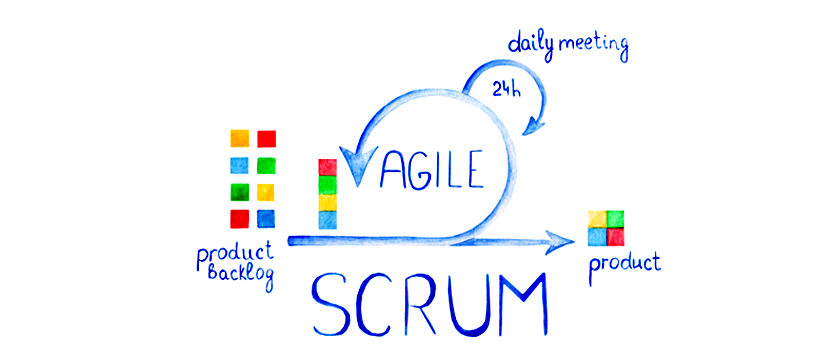 daily meeting
24h
AGILE
product
Backlog
product
SCRUM